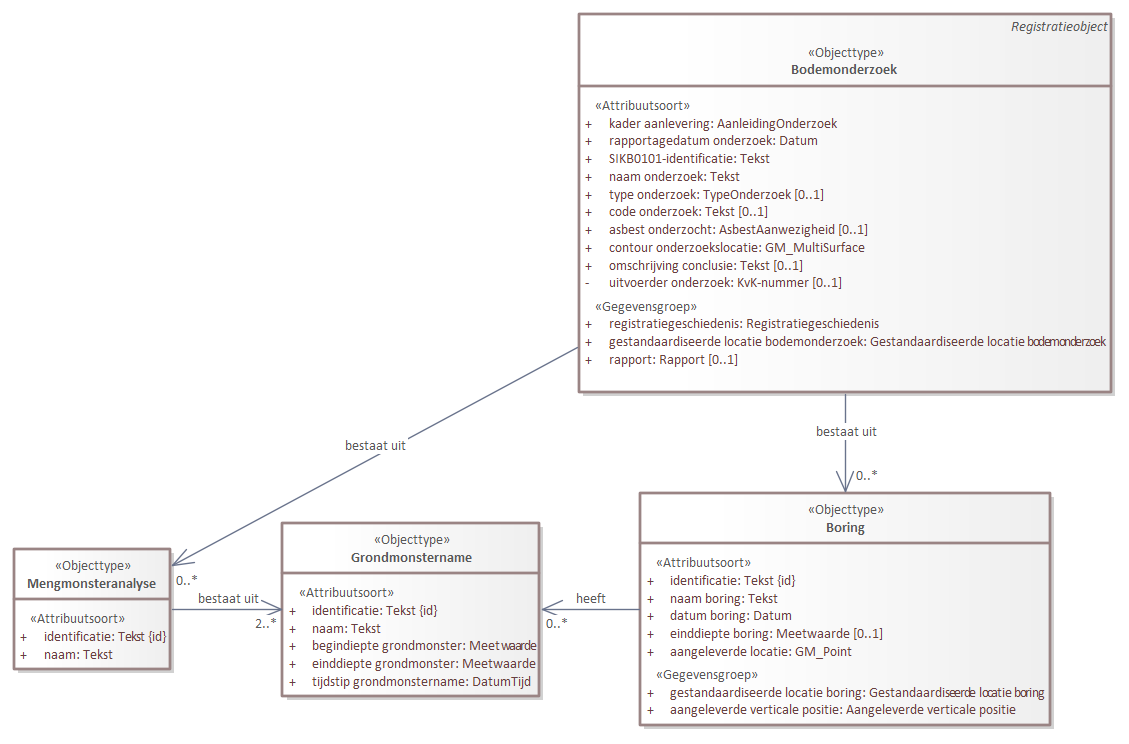 Registratieobject
«Objecttype»
Bodemonderzoek
«Attribuutsoort»
+ kader aanlevering: AanleidingOnderzoek
+ rapportagedatum onderzoek: Datum
+ SIKB0101-identificatie: Tekst
+ naam onderzoek: Tekst
+ type onderzoek: TypeOnderzoek [0..1]
+ code onderzoek: Tekst [0..1]
+ asbest onderzocht: AsbestAanwezigheid [0..1]
+ contour onderzoekslocatie: GM_MultiSurface
+ omschrijving conclusie: Tekst [0..1]
- uitvoerder onderzoek: KvK-nummer [0..1]
«Gegevensgroep»
+ registratiegeschiedenis: Registratiegeschiedenis
+ gestandaardiseerde locatie bodemonderzoek: Gestandaardiseerde locatie bodemonderzoek
+ rapport: Rapport [0..1]
bestaat uit
bestaat uit
0..*
«Objecttype»
Boring
«Attribuutsoort»
+ identificatie: Tekst {id}
+ naam boring: Tekst
+ datum boring: Datum
+ einddiepte boring: Meetwaarde [0..1]
+ aangeleverde locatie: GM_Point
«Gegevensgroep»
+ gestandaardiseerde locatie boring: Gestandaardiseerde locatie boring
+ aangeleverde verticale positie: Aangeleverde verticale positie
heeft
0..*
«Objecttype»
Grondmonstername
«Attribuutsoort»
+ identificatie: Tekst {id}
+ naam: Tekst
+ begindiepte grondmonster: Meetwaarde
+ einddiepte grondmonster: Meetwaarde
+ tijdstip grondmonstername: DatumTijd
0..*
bestaat uit
2..*
«Objecttype»
Mengmonsteranalyse
«Attribuutsoort»
+ identificatie: Tekst {id}
+ naam: Tekst